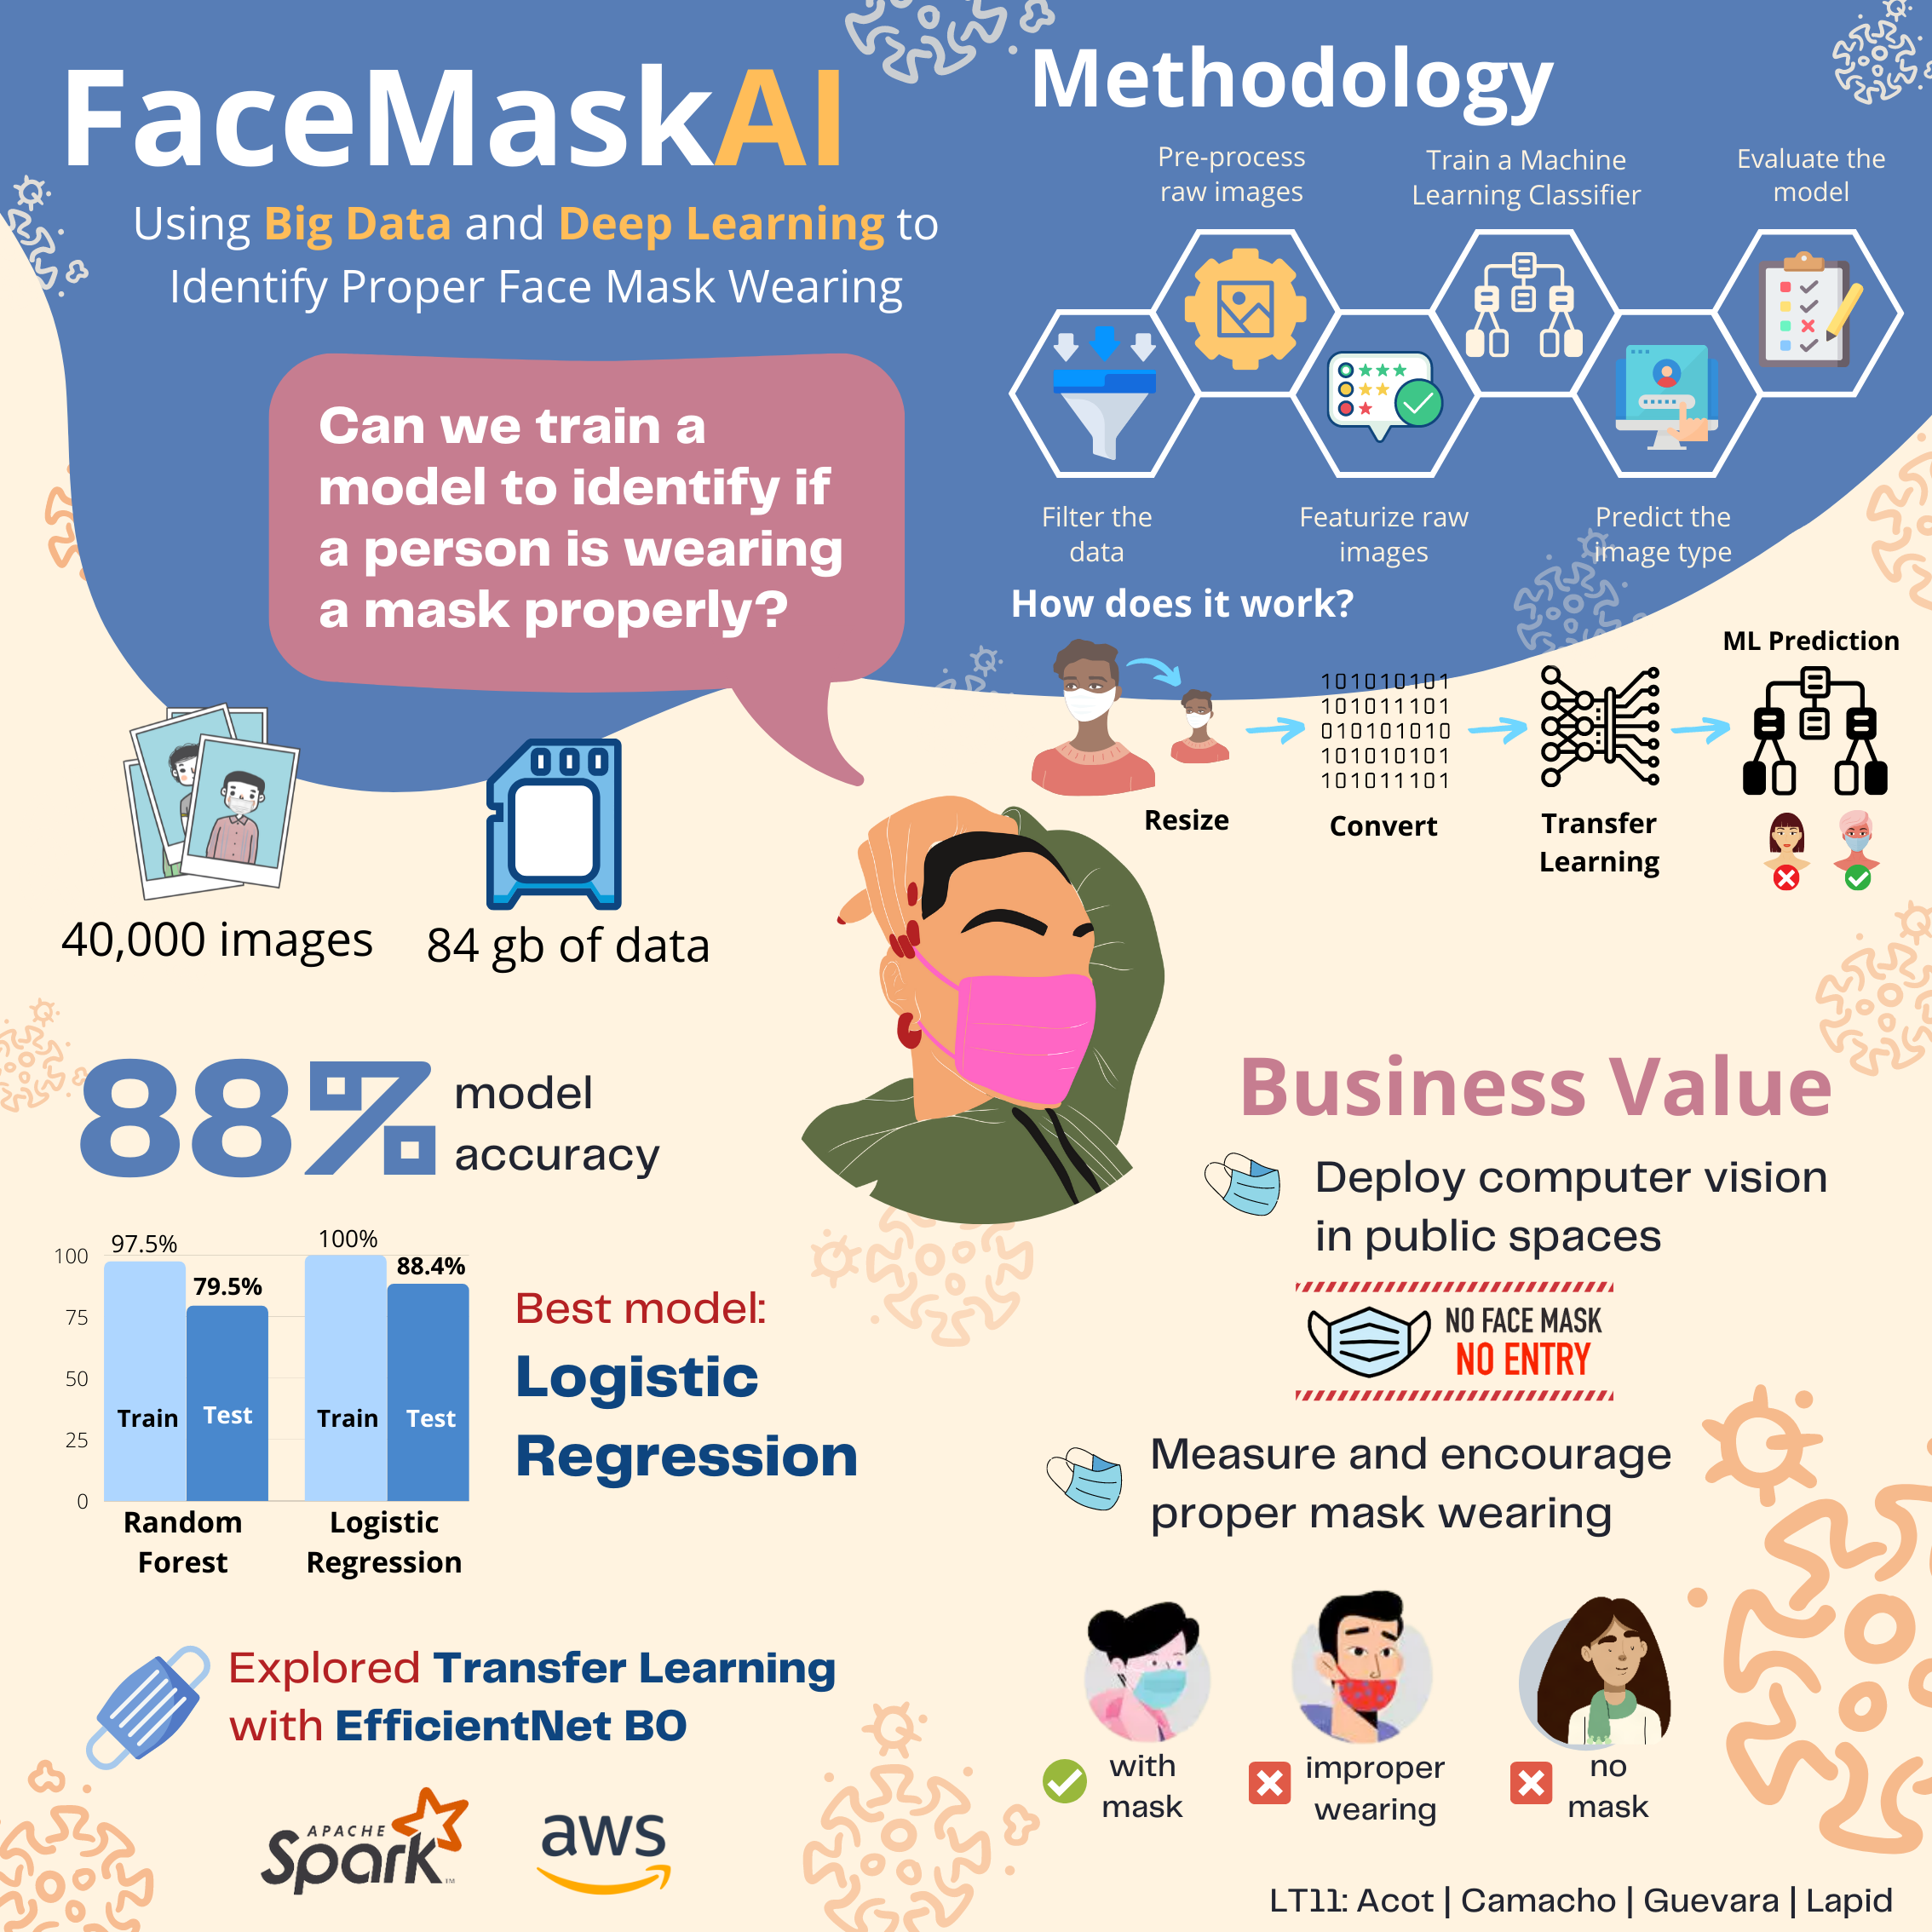 FaceMaskAI
Using Big Data and Deep Learning to
Identify Proper Face Mask Wearing
Can we train a
model to identify if
a person is wearing
a mask properly?
40,000 images
84 gb of data
88% model
accuracy
100
75
50
25
0
97.5%
79.5%
100%
88.4%
Train
Test
Train
Test
Random
Forest
Logistic
Regression
Best model:
Logistic
Regression
Explored Transfer Learning
with EfficientNet B0
APACHE
Spark TM
aws
Methodology
Pre-process
raw images
Train a Machine
Learning Classifier
Evaluate the
model
Filter the
data
Featurize raw
images
Predict the
image type
How does it work?
Resize
101010101
101011101
010101010
101010101
101011101
Convert
Transfer
Learning
ML Prediction
Business Value
Deploy computer vision
in public spaces
NO FACE MASK
NO ENTRY
Measure and encourage
proper mask wearing
with
mask
improper
wearing
no
mask
LT11: Acot | Camacho | Guevara | Lapid